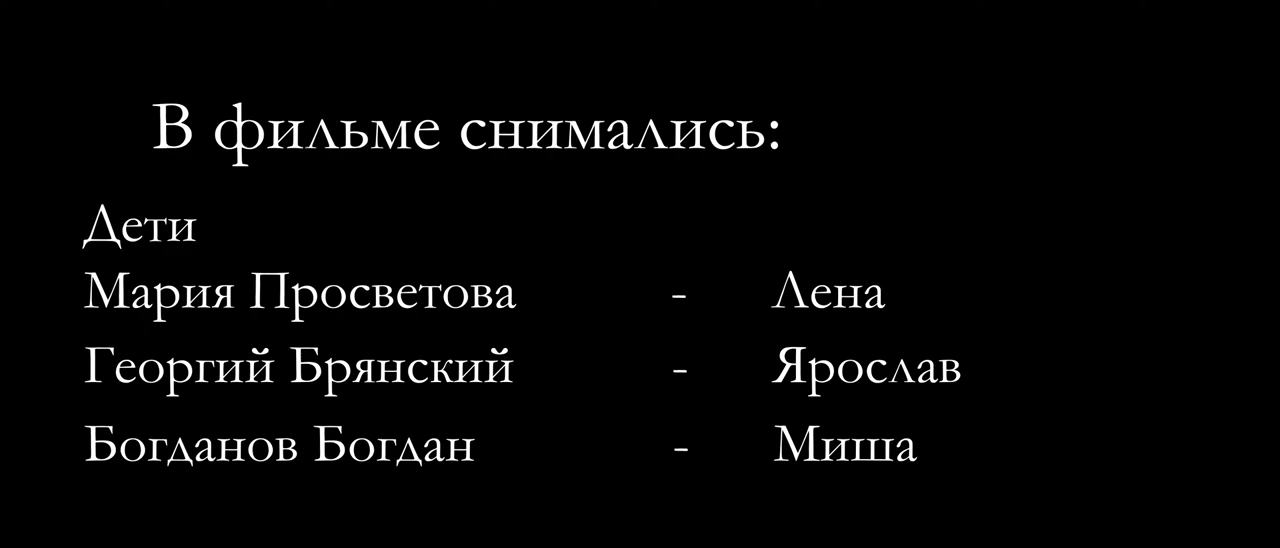 В фильме снимались:
Дети
Мария Просветова - Лена
Георгий Брянский - Ярослав
Богданов Богдан - Миша